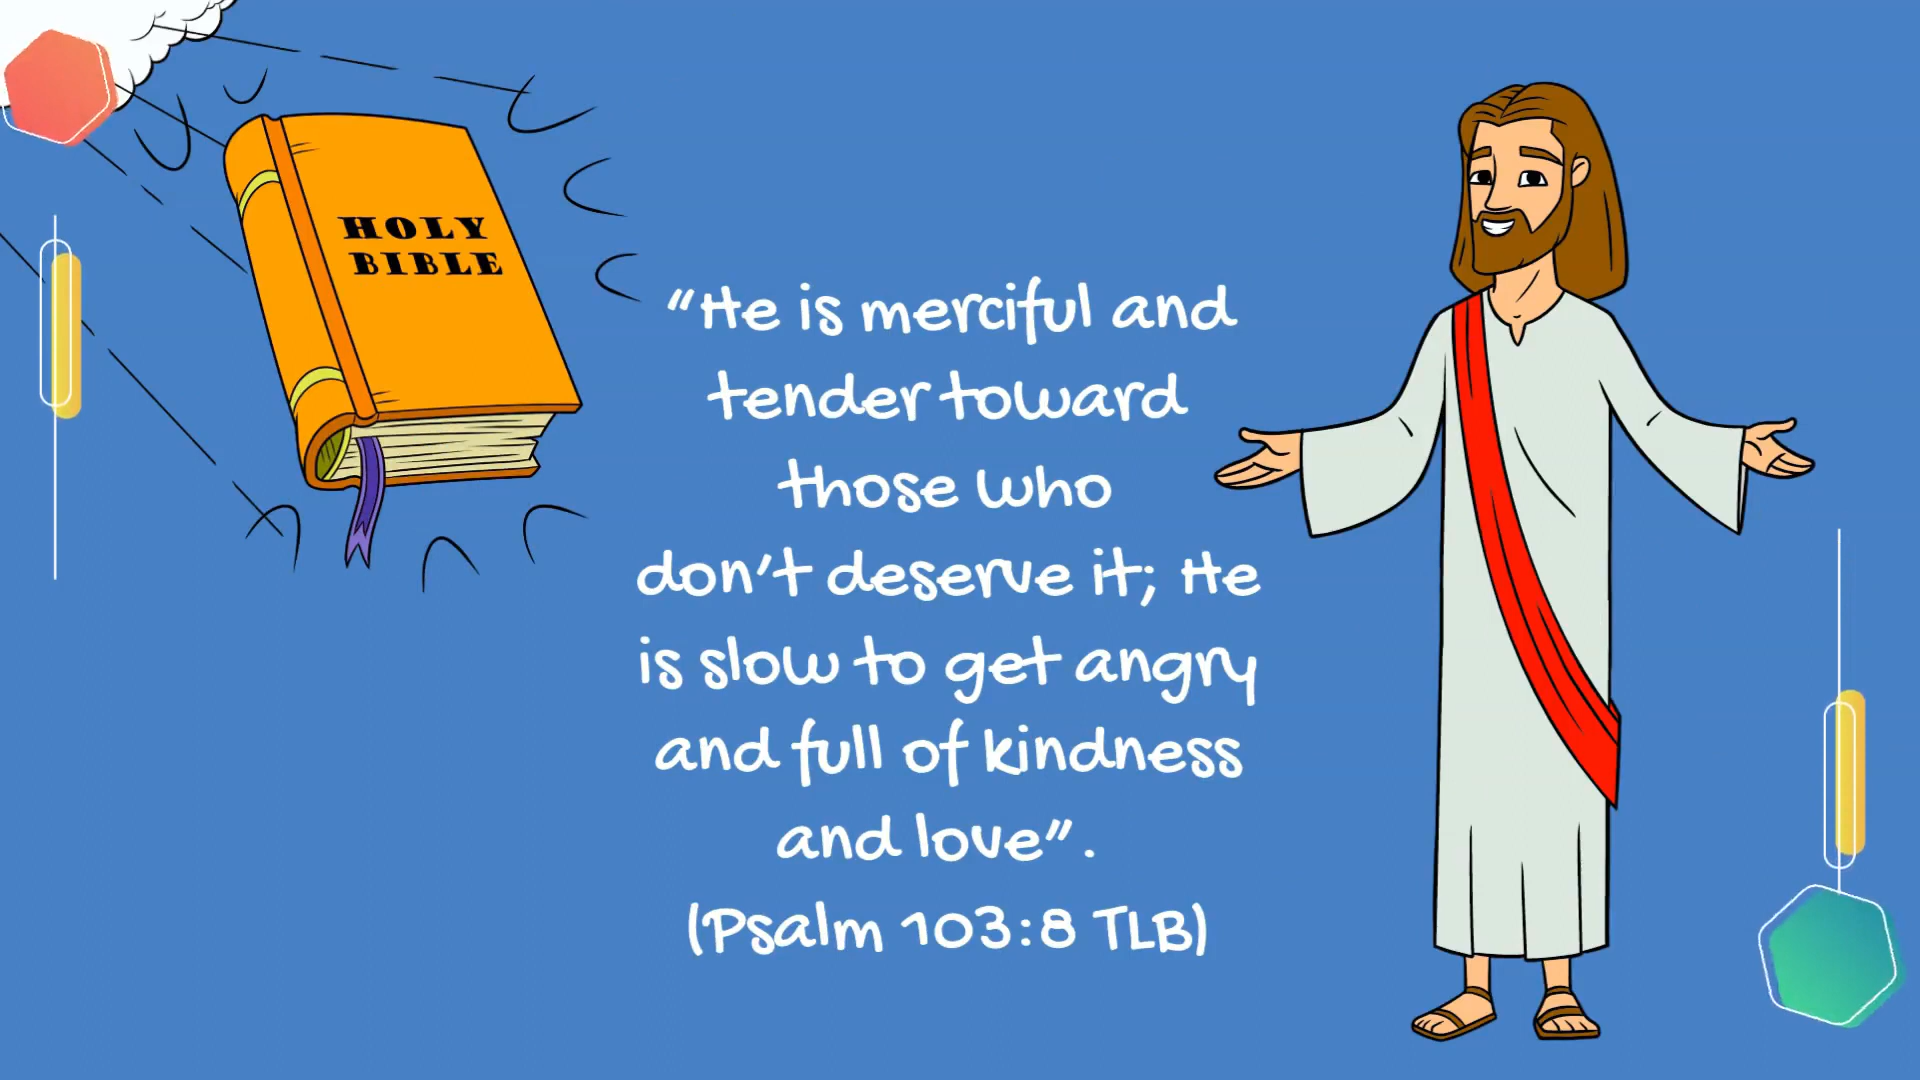 HOLY
BIBLE
“He is merciful and
tender toward
those who
don't deserve it; He
is slow to get angry
and full of kindness
and love”.
(Psalm 103:8 TLB)